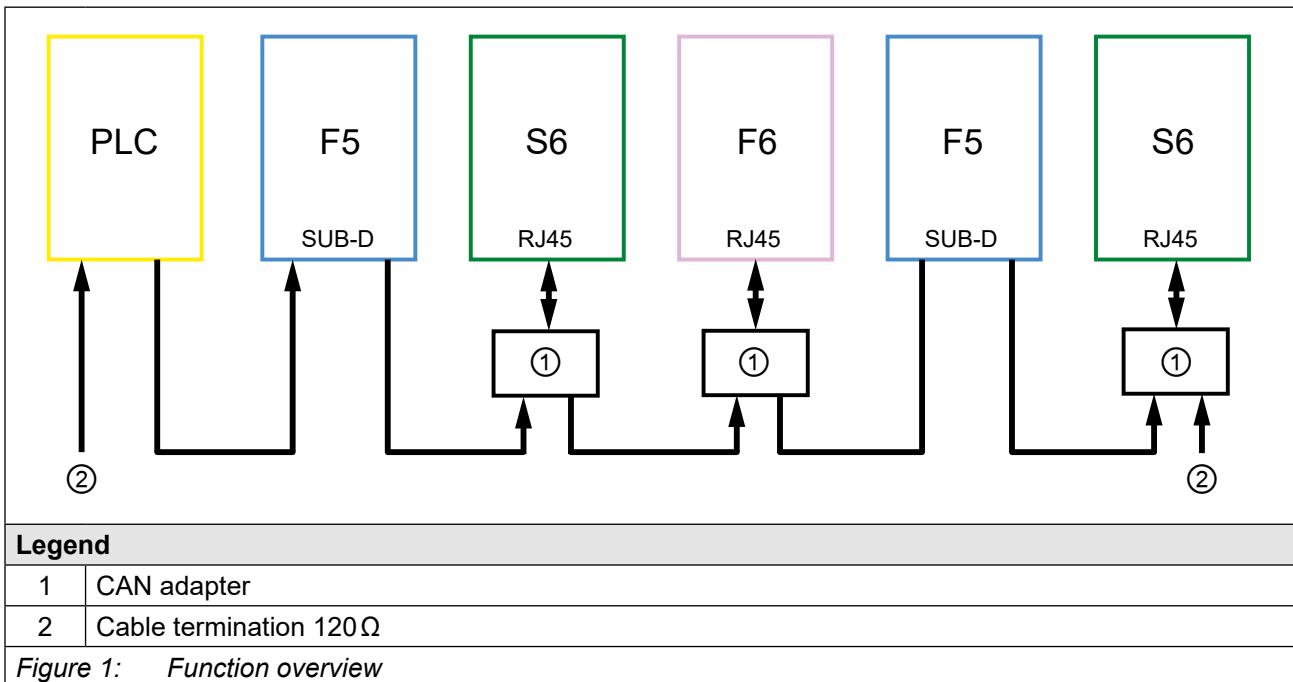 PLC F5 S6 F6 F5 S6
SUB-D RJ45 RJ45 SUB-D RJ45
① ① ①
② ②
Legend
1 CAN adapter
2 Cable termination 120 Ω
Figure 1: Function overview